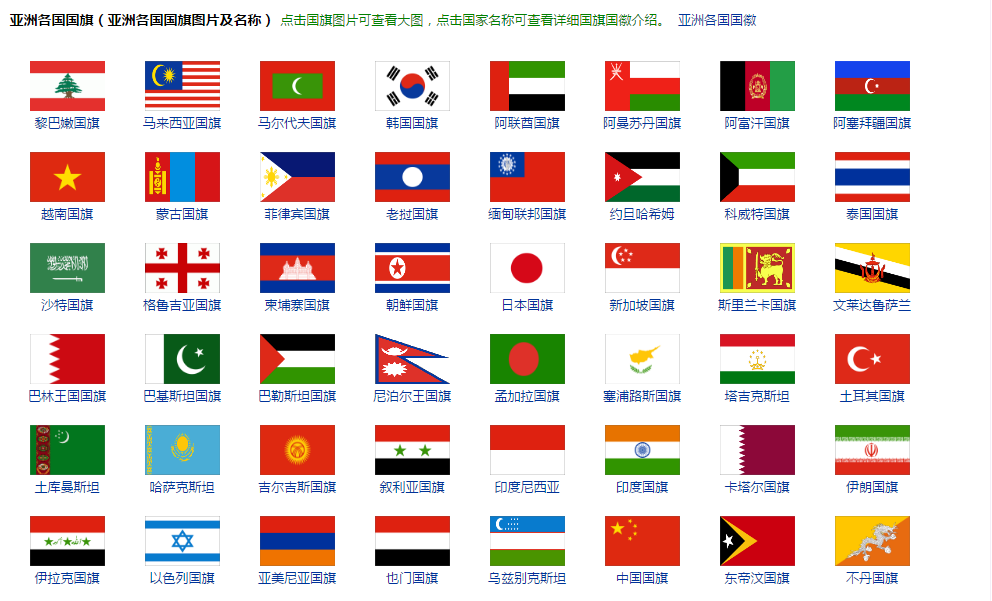 亚洲各国国旗（亚洲各国国旗图片及名称） 点击国旗图片可查看大图，点击国家名称可查看详细国旗国徽介绍。 亚洲各国国徽
黎巴嫩国旗 马来西亚国旗 马尔代夫国旗 韩国国旗 阿联酋国旗 阿曼苏丹国旗 阿富汗国旗 阿塞拜疆国旗
越南国旗 蒙古国旗 菲律宾国旗 老挝国旗 缅甸联邦国旗 约旦哈希姆 科威特国旗 泰国国旗
沙特国旗 格鲁吉亚国旗 柬埔寨国旗 朝鲜国旗 日本国旗 新加坡国旗 斯里兰卡国旗 文莱达鲁萨兰
巴林王国国旗 巴基斯坦国旗 巴勒斯坦国旗 尼泊尔王国旗 孟加拉国旗 塞浦路斯国旗 塔吉克斯坦 土耳其国旗
土库曼斯坦 哈萨克斯坦 吉尔吉斯国旗 叙利亚国旗 印度尼西亚 印度国旗 卡塔尔国旗 伊朗国旗
伊拉克国旗 以色列国旗 亚美尼亚国旗 也门国旗 乌兹别克斯坦 中国国旗 东帝汶国旗 不丹国旗